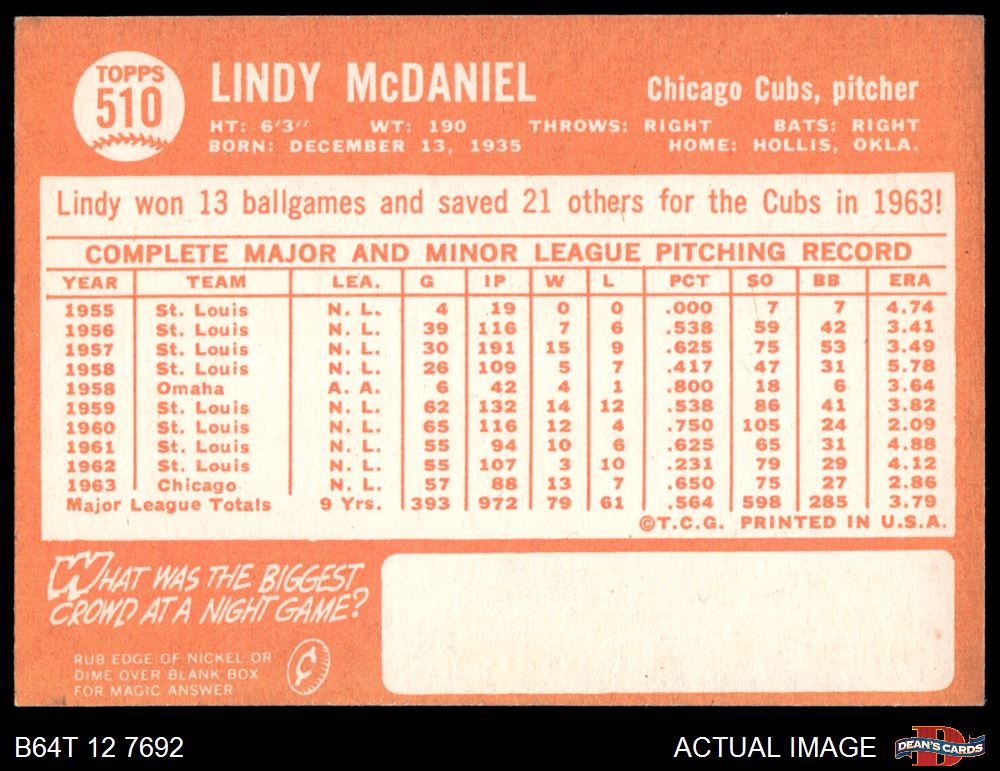 TOPPS
510
LINDY McDANIEL
Chicago Cubs, pitcher
HT: 6'3" WT: 190 THROWS: RIGHT BATS: RIGHT
BORN: DECEMBER 13, 1935 HOME: HOLLIS, OKLA.
Lindy won 13 ballgames and saved 21 others for the Cubs in 1963!
COMPLETE MAJOR AND MINOR LEAGUE PITCHING RECORD
YEAR TEAM LEA. G IP W L PCT SO BB ERA
1955 St. Louis N. L. 4 19 0 0 .000 7 7 4.74
1956 St. Louis N. L. 39 116 7 6 .538 59 42 3.41
1957 St. Louis N. L. 30 191 15 9 .625 75 53 3.49
1958 St. Louis N. L. 26 109 5 7 .417 47 31 5.78
1958 Omaha A. A. 6 42 4 1 .800 18 6 3.64
1959 St. Louis N. L. 62 132 14 12 .538 86 41 3.82
1960 St. Louis N. L. 65 116 12 4 .750 105 24 2.09
1961 St. Louis N. L. 55 94 10 6 .625 65 31 4.88
1962 St. Louis N. L. 55 107 3 10 .231 79 29 4.12
1963 Chicago N. L. 57 88 13 7 .650 75 27 2.86
Major League Totals 9 Yrs. 393 972 79 61 .564 598 285 3.79
©T.C.G. PRINTED IN U.S.A.
WHAT WAS THE BIGGEST
CROWD AT A NIGHT GAME?
RUB EDGE OF NICKEL OR
DIME OVER BLANK BOX
FOR MAGIC ANSWER
¢
B64T 12 7692
ACTUAL IMAGE
D
DEAN'S CARDS